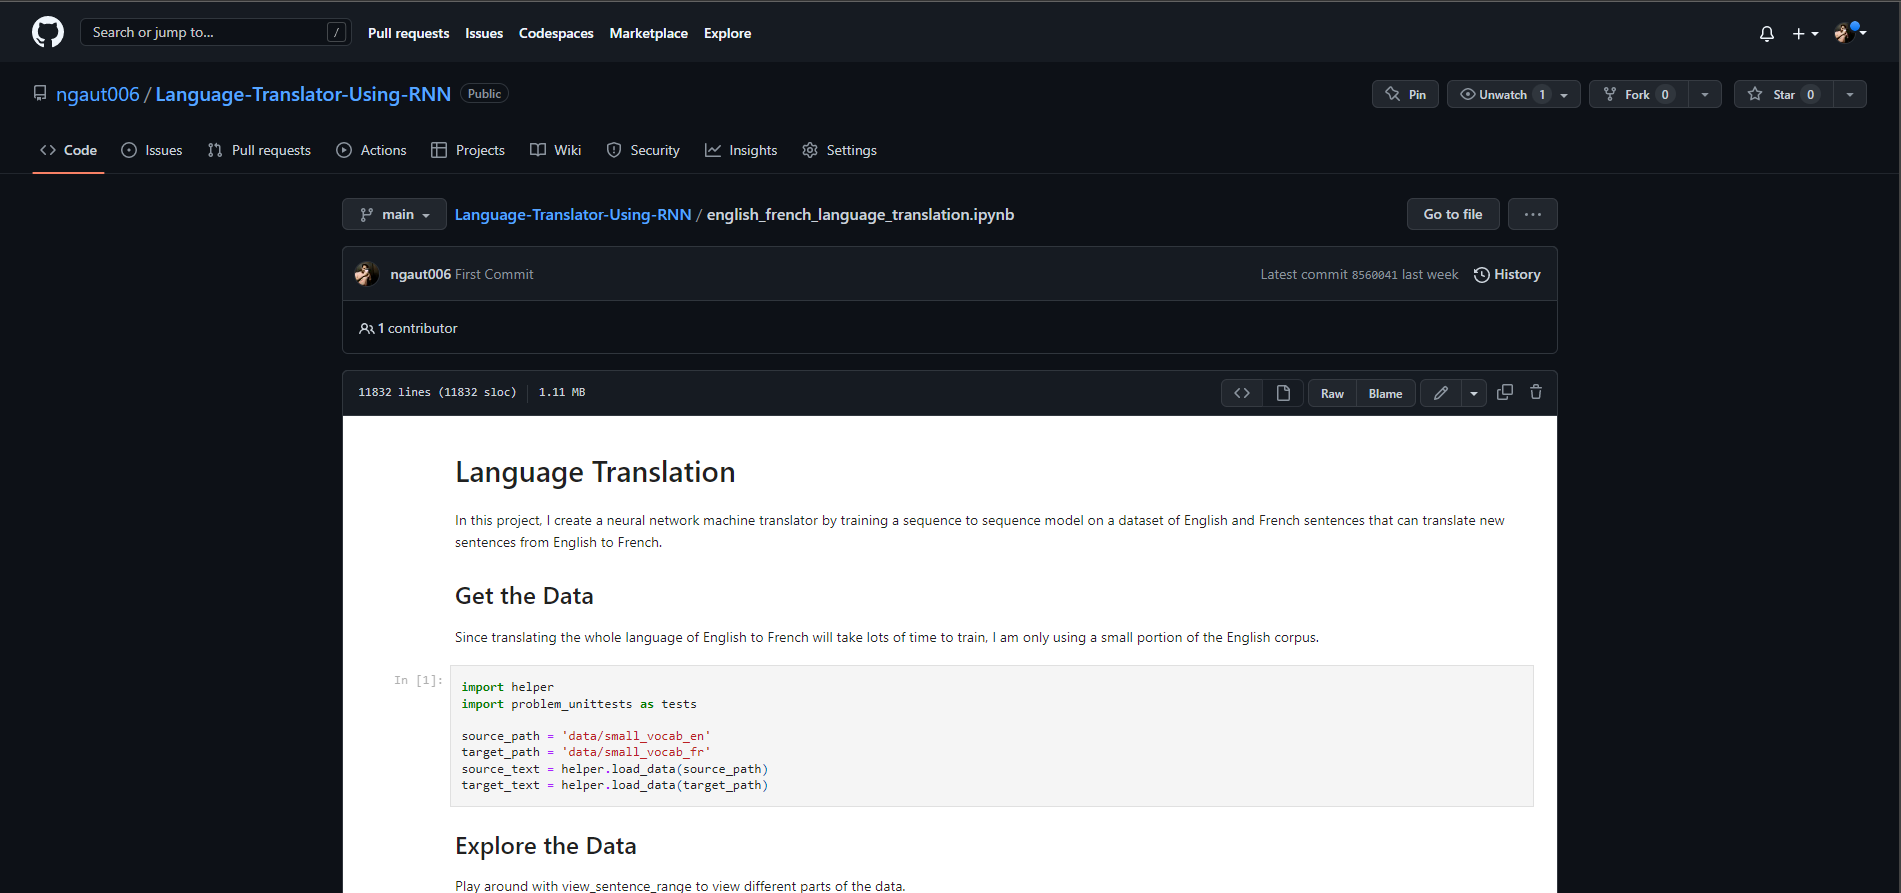 Search or jump to... /
Pull requests Issues Codespaces Marketplace Explore
ngaut006 / Language-Translator-Using-RNN Public
Pin Unwatch 1 Fork 0 Star 0
Code Issues Pull requests Actions Projects Wiki Security Insights Settings
main Language-Translator-Using-RNN / english_french_language_translation.ipynb Go to file ...
ngaut006 First Commit Latest commit 8560041 last week History
1 contributor
11832 lines (11832 sloc) 1.11 MB <> Raw Blame
Language Translation
In this project, I create a neural network machine translator by training a sequence to sequence model on a dataset of English and French sentences that can translate new
sentences from English to French.
Get the Data
Since translating the whole language of English to French will take lots of time to train, I am only using a small portion of the English corpus.
In [1]:
import helper
import problem_unittests as tests
source_path = 'data/small_vocab_en'
target_path = 'data/small_vocab_fr'
source_text = helper.load_data(source_path)
target_text = helper.load_data(target_path)
Explore the Data
Play around with view_sentence_range to view different parts of the data.